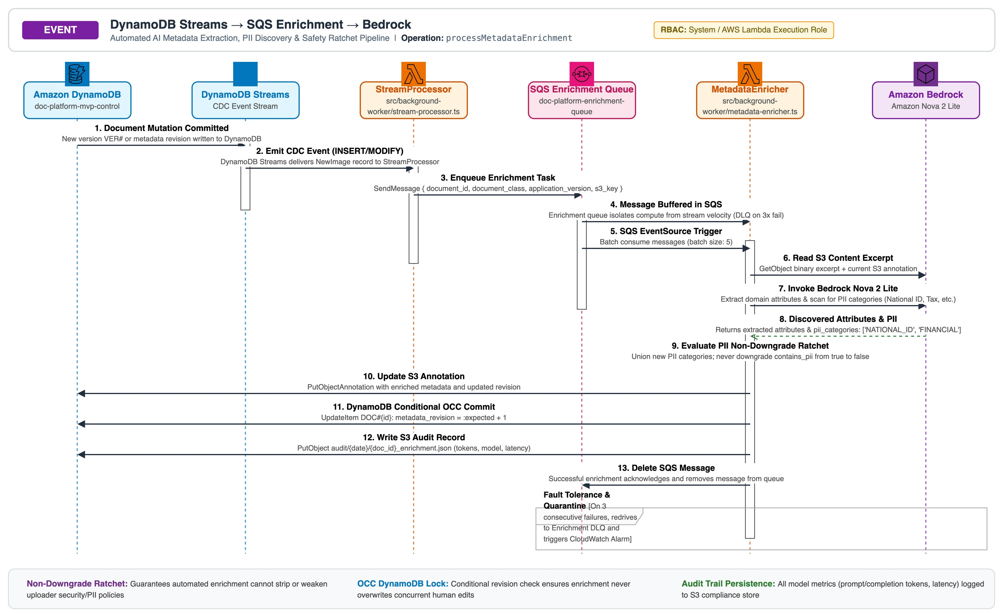 EVENT
DynamoDB Streams → SQS Enrichment → Bedrock
Automated AI Metadata Extraction, PII Discovery & Safety Ratchet Pipeline | Operation: processMetadataEnrichment
RBAC: System / AWS Lambda Execution Role
Amazon DynamoDB
doc-platform-mvp-control
DynamoDB Streams
CDC Event Stream
StreamProcessor
src/background-
worker/stream-processor.ts
SQS Enrichment Queue
doc-platform-enrichment-
queue
MetadataEnricher
src/background-
worker/metadata-enricher.ts
Amazon Bedrock
Amazon Nova 2 Lite
1. Document Mutation Committed
New version VER# or metadata revision written to DynamoDB
2. Emit CDC Event (INSERT/MODIFY)
DynamoDB Streams delivers NewImage record to StreamProcessor
3. Enqueue Enrichment Task
SendMessage { document_id, document_class, application_version, s3_key }
4. Message Buffered in SQS
Enrichment queue isolates compute from stream velocity (DLQ on 3x fail)
5. SQS EventSource Trigger
Batch consume messages (batch size: 5)
6. Read S3 Content Excerpt
GetObject binary excerpt + current S3 annotation
7. Invoke Bedrock Nova 2 Lite
Extract domain attributes & scan for PII categories (National ID, Tax, etc.)
8. Discovered Attributes & PII
Returns extracted attributes & pii_categories: ['NATIONAL_ID', 'FINANCIAL']
9. Evaluate PII Non-Downgrade Ratchet
Union new PII categories; never downgrade contains_pii from true to false
10. Update S3 Annotation
PutObjectAnnotation with enriched metadata and updated revision
11. DynamoDB Conditional OCC Commit
UpdateItem DOC#{id}: metadata_revision = :expected + 1
12. Write S3 Audit Record
PutObject audit/{date}/{doc_id}_enrichment.json (tokens, model, latency)
13. Delete SQS Message
Successful enrichment acknowledges and removes message from queue
Fault Tolerance &
Quarantine [On 3
consecutive failures, redrives
to Enrichment DLQ and
triggers CloudWatch Alarm]
Non-Downgrade Ratchet: Guarantees automated enrichment cannot strip or weaken
uploader security/PII policies
OCC DynamoDB Lock: Conditional revision check ensures enrichment never
overwrites concurrent human edits
Audit Trail Persistence: All model metrics (prompt/completion tokens, latency) logged
to S3 compliance store